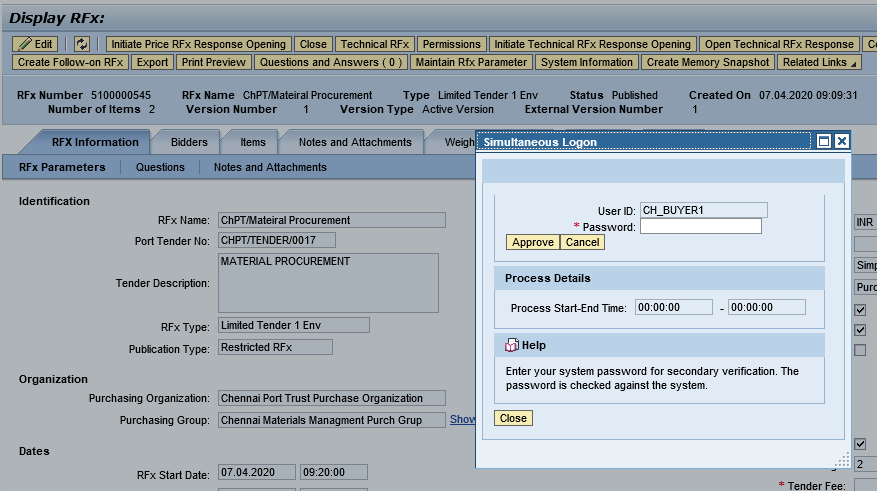 Display RFx:
Edit Initiate Price RFx Response Opening Close Technical RFx Permissions Initiate Technical RFx Response Opening Open Technical RFx Response
Create Follow-on RFx Export Print Preview Questions and Answers ( 0 ) Maintain Rfx Parameter System Information Create Memory Snapshot Related Links
RFx Number 5100000545 RFx Name ChPT/Mateiral Procurement Type Limited Tender 1 Env Status Published Created On 07.04.2020 09:09:31
Number of Items 2 Version Number 1 Version Type Active Version External Version Number 1
RFX Information Bidders Items Notes and Attachments Weigh
RFx Parameters Questions Notes and Attachments
Simultaneous Logon
Identification
RFx Name: ChPT/Mateiral Procurement
Port Tender No: CHPT/TENDER/0017
Tender Description: MATERIAL PROCUREMENT
RFx Type: Limited Tender 1 Env
Publication Type: Restricted RFx
Organization
Purchasing Organization: Chennai Port Trust Purchase Organization
Purchasing Group: Chennai Materials Managment Purch Grup Show
Dates
RFx Start Date: 07.04.2020 09:20:00
User ID: CH_BUYER1
* Password:
Approve Cancel
Process Details
Process Start-End Time: 00:00:00 - 00:00:00
Help
Enter your system password for secondary verification. The
password is checked against the system.
Close
INR
Simp
Purc
2
* Tender Fee: